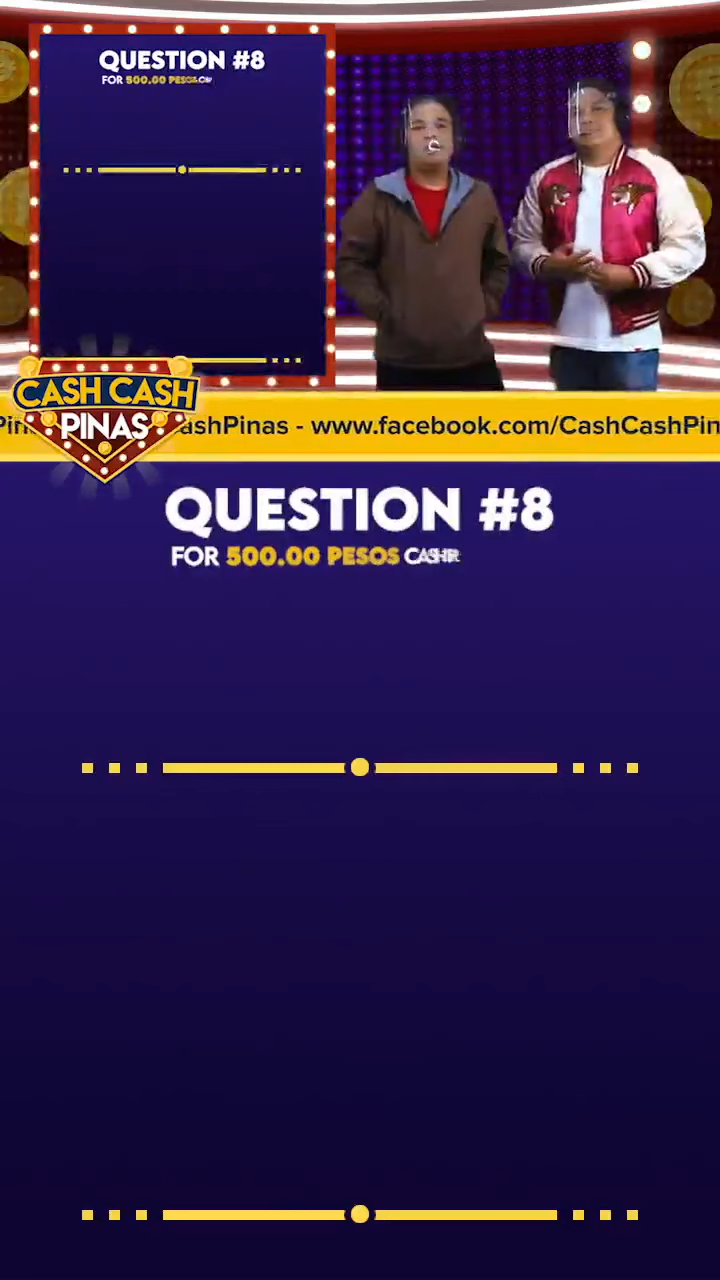 QUESTION #8
FOR 500.00 PESOS
CASH CASH
PINAS
ashPinas - www.facebook.com/CashCashPin
QUESTION #8
FOR 500.00 PESOS